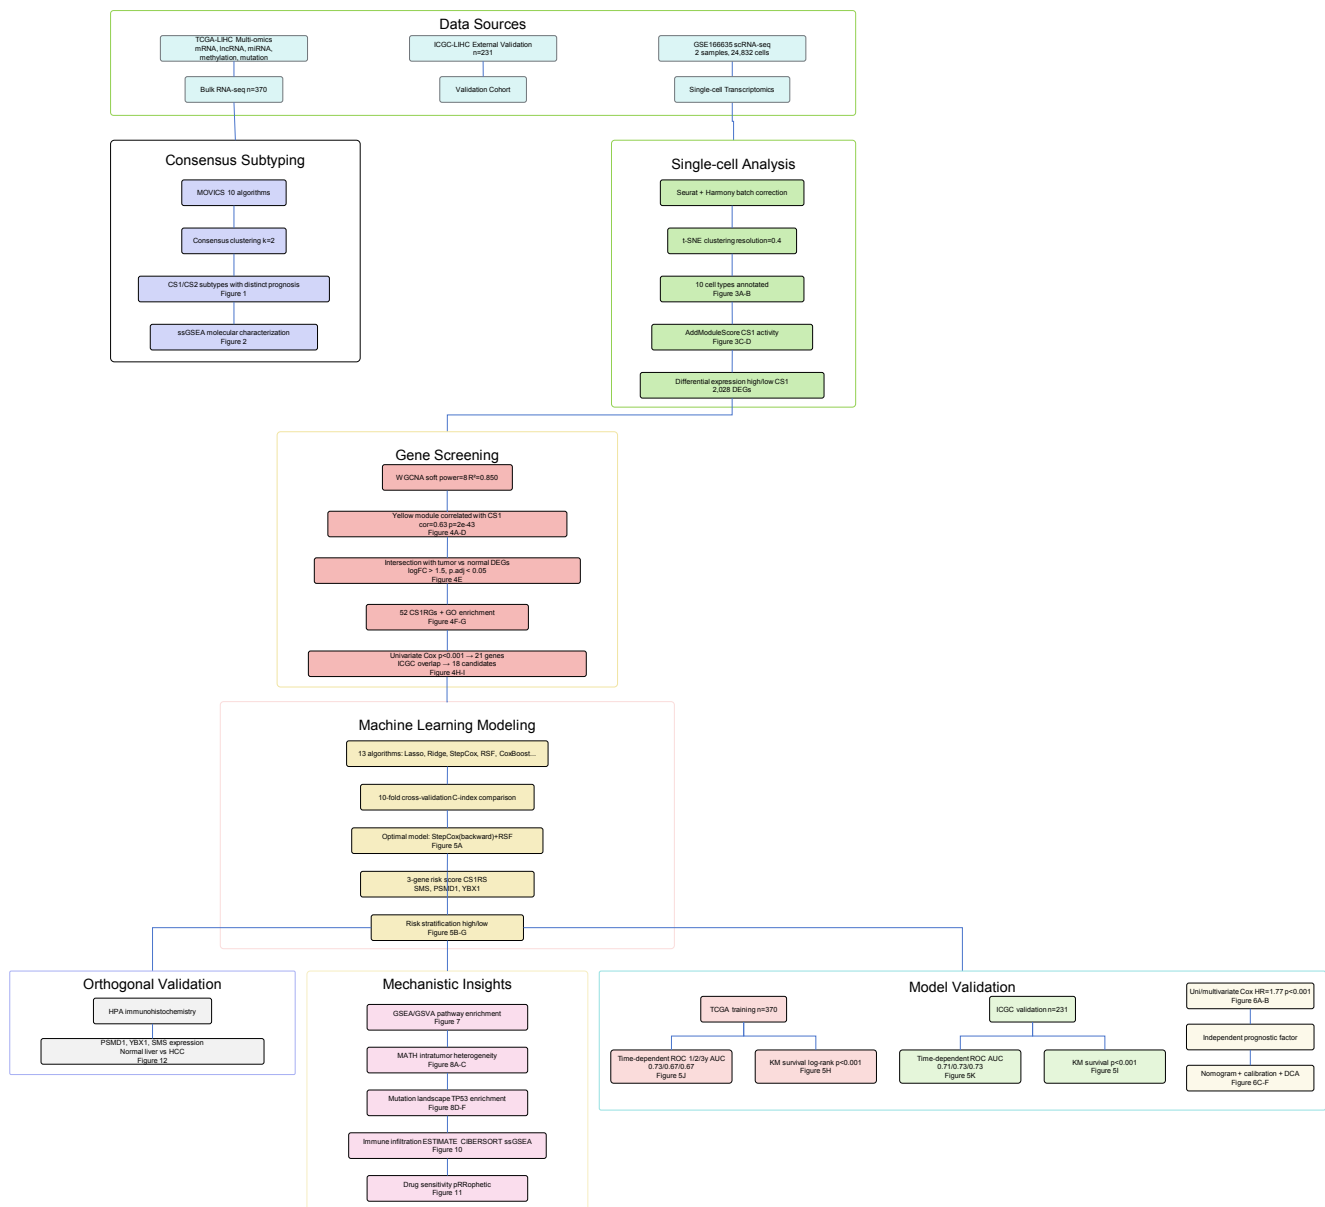 Data Sources
TCGA-LIHC Multi-omics
mRNA, lncRNA, miRNA,
methylation, mutation
ICGC-LIHC External Validation
n=231
GSE166635 scRNA-seq
2 samples, 24,832 cells
Bulk RNA-seq n=370
Validation Cohort
Single-cell Transcriptomics
Consensus Subtyping
MOVICS 10 algorithms
Consensus clustering k=2
CS1/CS2 subtypes with distinct prognosis
Figure 1
ssGSEA molecular characterization
Figure 2
Single-cell Analysis
Seurat + Harmony batch correction
t-SNE clustering resolution=0.4
10 cell types annotated
Figure 3A-B
AddModuleScore CS1 activity
Figure 3C-D
Differential expression high/low CS1
2,028 DEGs
Gene Screening
WGCNA soft power=8 R²=0.850
Yellow module correlated with CS1
cor=0.63 p=2e-43
Figure 4A-D
Intersection with tumor vs normal DEGs
logFC > 1.5, p.adj < 0.05
Figure 4E
52 CS1RGs + GO enrichment
Figure 4F-G
Univariate Cox p<0.001 → 21 genes
ICGC overlap → 18 candidates
Figure 4H-I
Machine Learning Modeling
13 algorithms: Lasso, Ridge, StepCox, RSF, CoxBoost...
10-fold cross-validation C-index comparison
Optimal model: StepCox(backward)+RSF
Figure 5A
3-gene risk score CS1RS
SMS, PSMD1, YBX1
Risk stratification high/low
Figure 5B-G
Orthogonal Validation
HPA immunohistochemistry
PSMD1, YBX1, SMS expression
Normal liver vs HCC
Figure 12
Mechanistic Insights
GSEA/GSVA pathway enrichment
Figure 7
MATH intratumor heterogeneity
Figure 8A-C
Mutation landscape TP53 enrichment
Figure 8D-F
Immune infiltration ESTIMATE CIBERSORT ssGSEA
Figure 10
Drug sensitivity pRRophetic
Figure 11
Model Validation
TCGA training n=370
Time-dependent ROC 1/2/3y AUC
0.73/0.67/0.67
Figure 5J
KM survival log-rank p<0.001
Figure 5H
ICGC validation n=231
Time-dependent ROC AUC
0.71/0.73/0.73
Figure 5K
KM survival p<0.001
Figure 5I
Uni/multivariate Cox HR=1.77 p<0.001
Figure 6A-B
Independent prognostic factor
Nomogram + calibration + DCA
Figure 6C-F